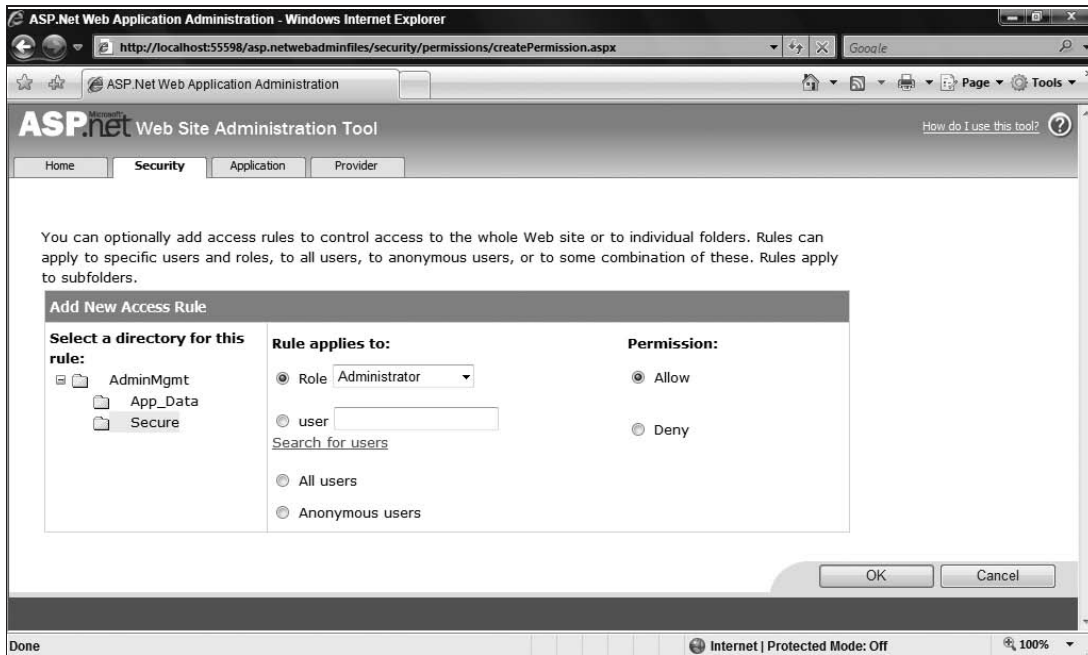 ASP.Net Web Application Administration - Windows Internet Explorer
http://localhost:55598/asp.netwebadminfiles/security/permissions/createPermission.aspx
Google
ASP.Net Web Application Administration
Page
Tools
Microsoft
ASP.net Web Site Administration Tool
How do I use this tool? ?
Home Security Application Provider
You can optionally add access rules to control access to the whole Web site or to individual folders. Rules can
apply to specific users and roles, to all users, to anonymous users, or to some combination of these. Rules apply
to subfolders.
Add New Access Rule
Select a directory for this
rule:
AdminMgmt
App_Data
Secure
Rule applies to:
Role Administrator
user
Search for users
All users
Anonymous users
Permission:
Allow
Deny
OK Cancel
Done
Internet | Protected Mode: Off
100%